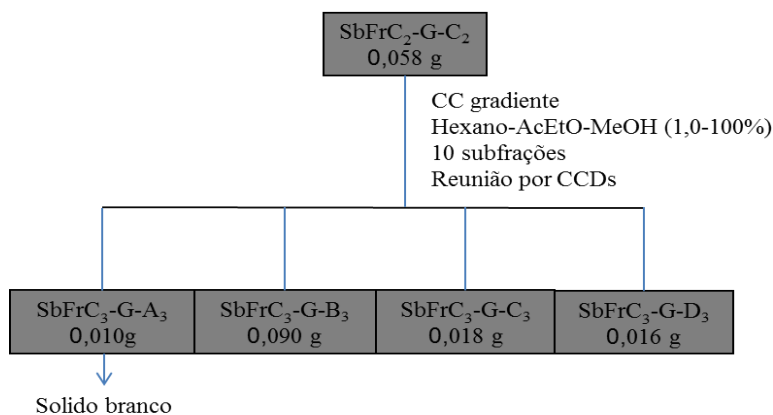 SbFrC₂-G-C₂
0,058 g
CC gradiente
Hexano-AcEtO-MeOH (1,0-100%)
10 subfrações
Reunião por CCDs
SbFrC₃-G-A₃
0,010g
SbFrC₃-G-B₃
0,090 g
SbFrC₃-G-C₃
0,018 g
SbFrC₃-G-D₃
0,016 g
Solido branco